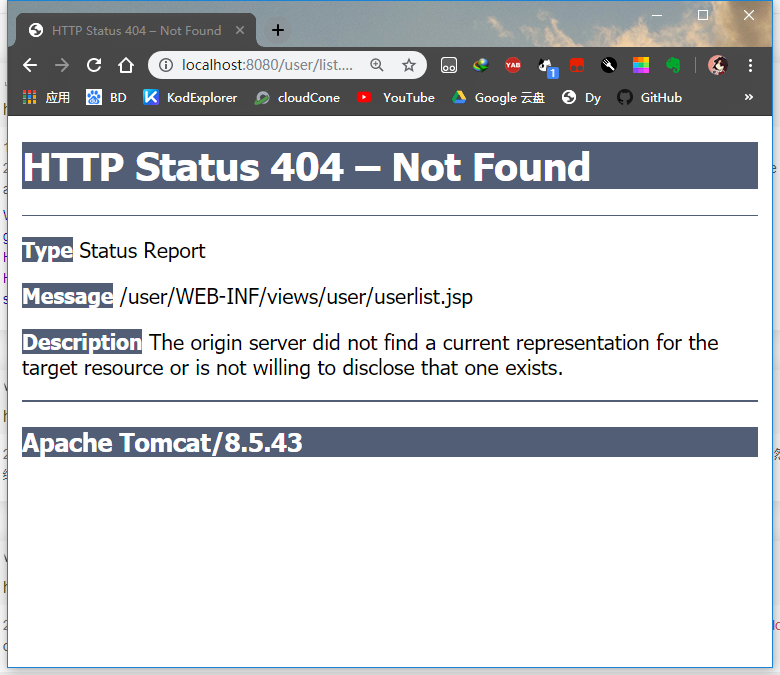 HTTP Status 404 – Not Found
localhost:8080/user/list....
YAB
1
应用
BD
KodExplorer
cloudCone
YouTube
Google 云盘
Dy
GitHub
»
HTTP Status 404 – Not Found
Type Status Report
Message /user/WEB-INF/views/user/userlist.jsp
Description The origin server did not find a current representation for the
target resource or is not willing to disclose that one exists.
Apache Tomcat/8.5.43